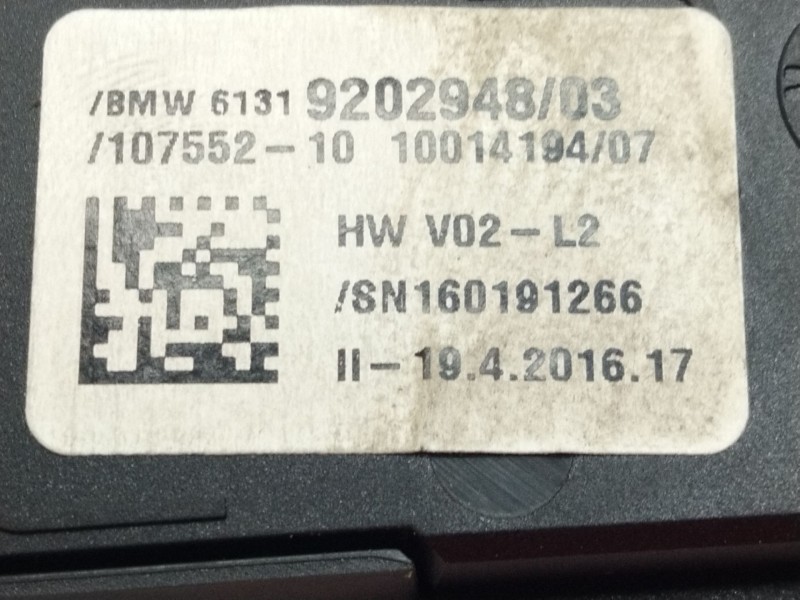 /BMW 6131 9202948/03
/107552-10 10014194/07
HW V02-L2
/SN160191266
II-19.4.2016.17